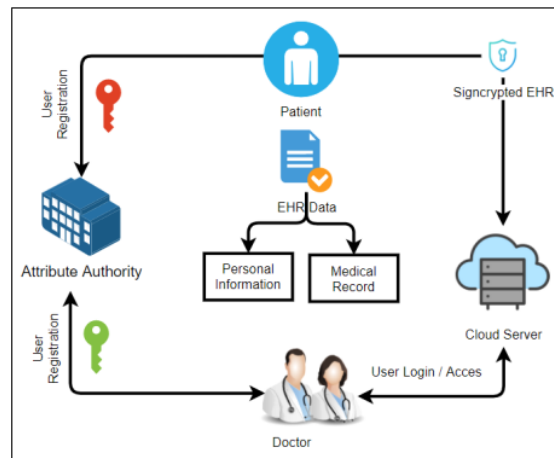 User
Registration
Patient
Signcrypted EHR
EHR Data
Attribute Authority
Personal
Information
Medical
Record
Cloud Server
User
Registration
User Login / Acces
Doctor